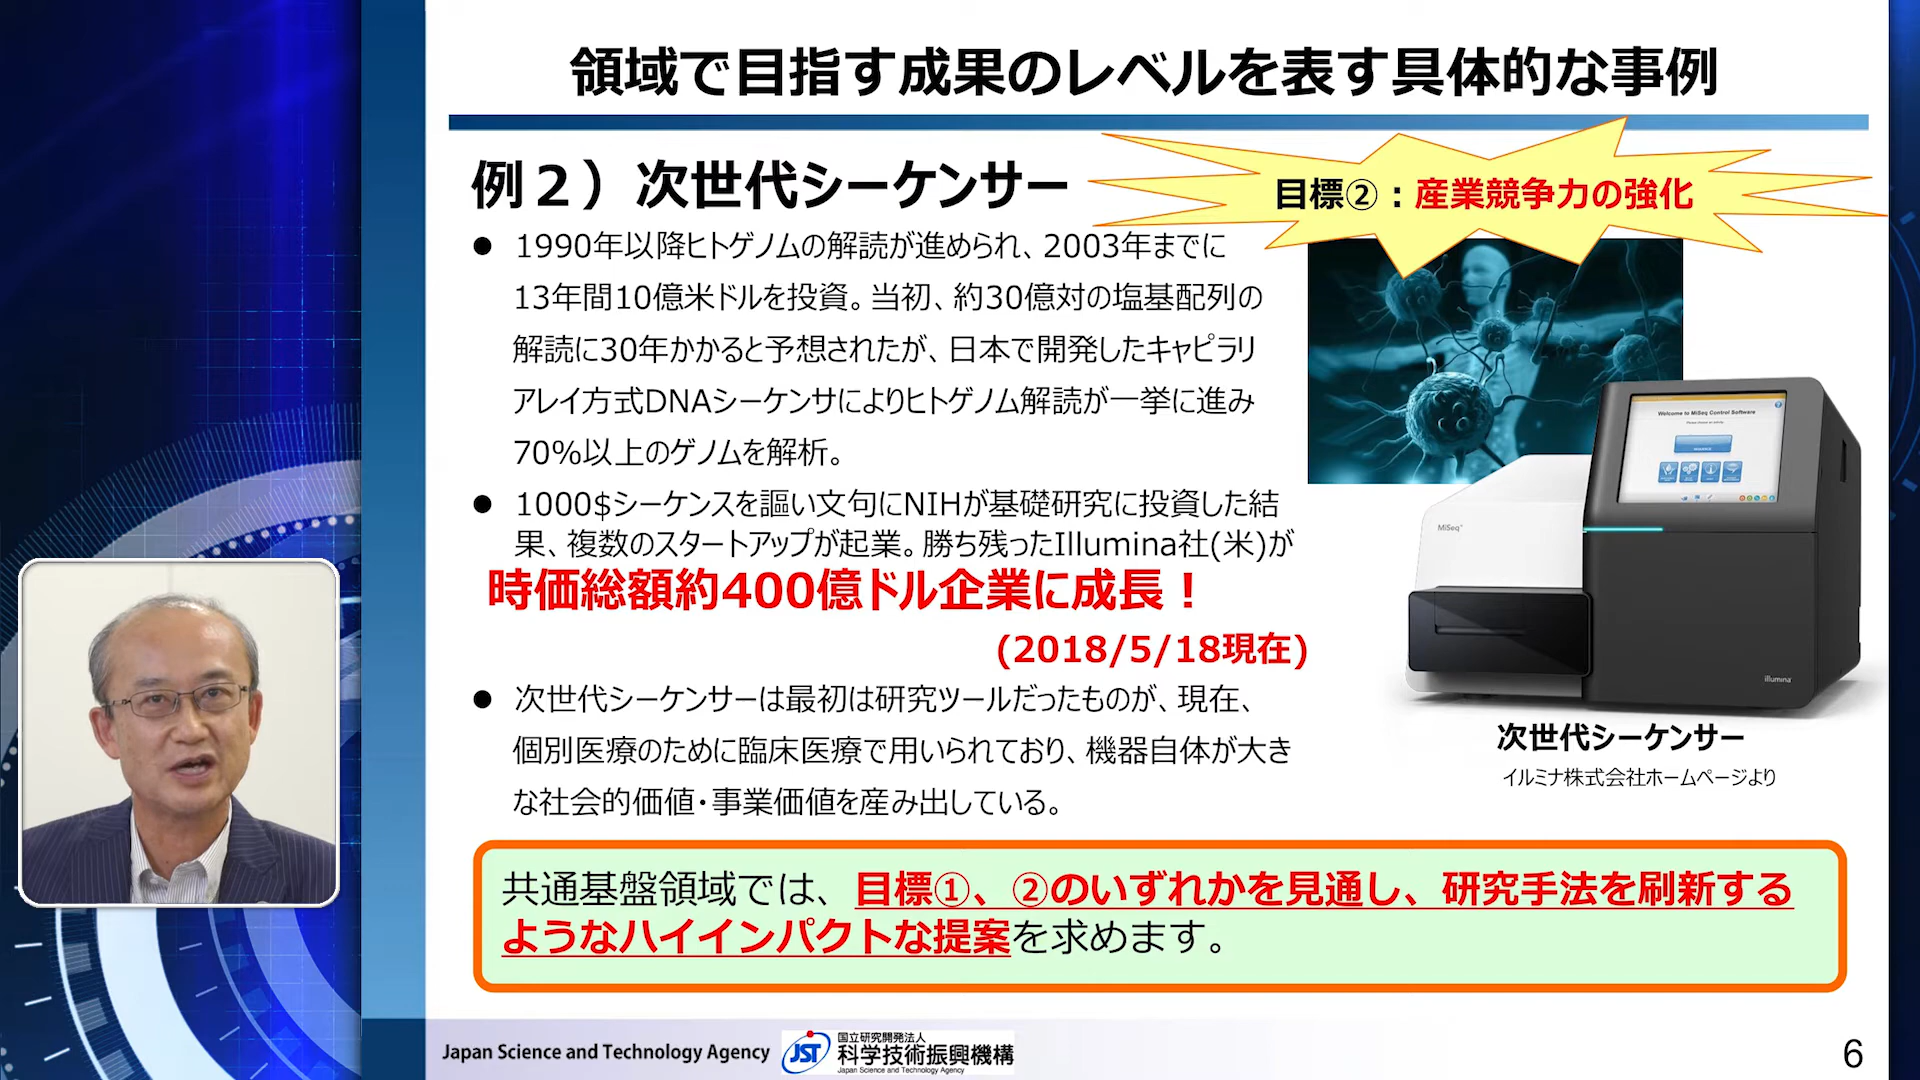 領域で目指す成果のレベルを表す具体的な事例
例２）次世代シーケンサー
目標②：産業競争力の強化
● 1990年以降ヒトゲノムの解読が進められ、2003年までに
13年間10億米ドルを投資。当初、約30億対の塩基配列の
解読に30年かかると予想されたが、日本で開発したキャピラリ
アレイ方式DNAシーケンサによりヒトゲノム解読が一挙に進み
70%以上のゲノムを解析。
● 1000$シーケンスを謳い文句にNIHが基礎研究に投資した結
果、複数のスタートアップが起業。勝ち残ったIllumina社(米)が
時価総額約400億ドル企業に成長！
(2018/5/18現在)
● 次世代シーケンサーは最初は研究ツールだったものが、現在、
個別医療のために臨床医療で用いられており、機器自体が大き
な社会的価値・事業価値を産み出している。
Welcome to MiSeq Control Software
MiSeq
illumina
次世代シーケンサー
イルミナ株式会社ホームページより
共通基盤領域では、目標①、②のいずれかを見通し、研究手法を刷新する
ようなハイインパクトな提案を求めます。
Japan Science and Technology Agency
JST
国立研究開発法人
科学技術振興機構
Japan Science and Technology Agency
6